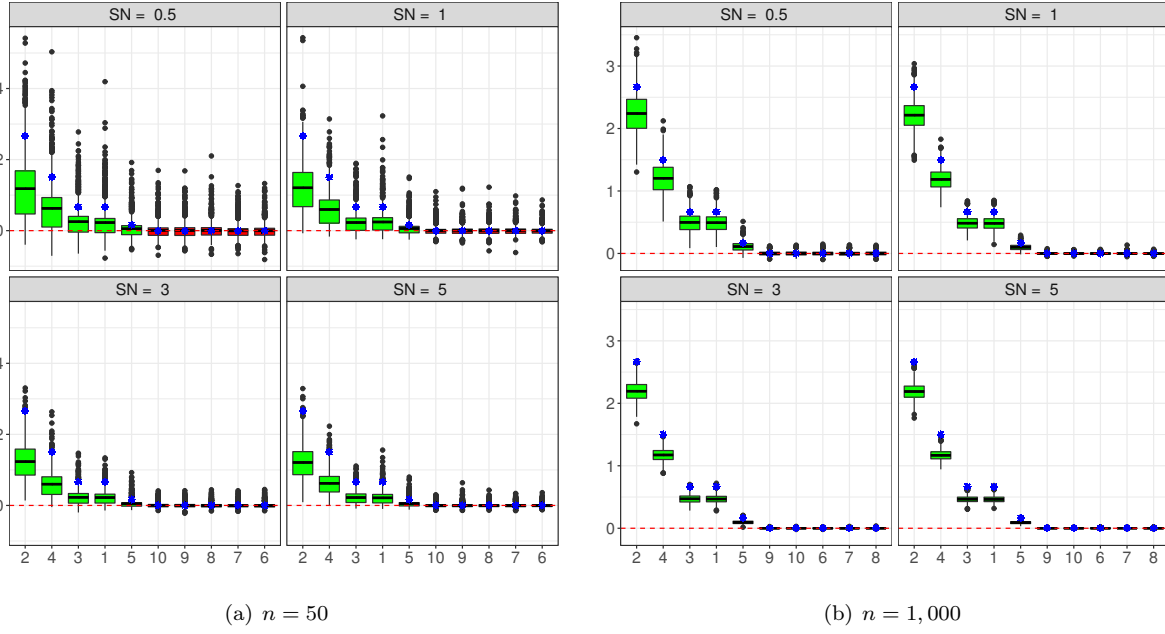 SN = 0.5
SN = 1
4
2
0
SN = 3
SN = 5
4
2
0
2 4 3 1 5 10 9 8 7 6
2 4 3 1 5 10 9 8 7 6
(a) n = 50
SN = 0.5
SN = 1
3
2
1
0
SN = 3
SN = 5
3
2
1
0
2 4 3 1 5 9 10 6 7 8
2 4 3 1 5 9 10 6 7 8
(b) n = 1,000